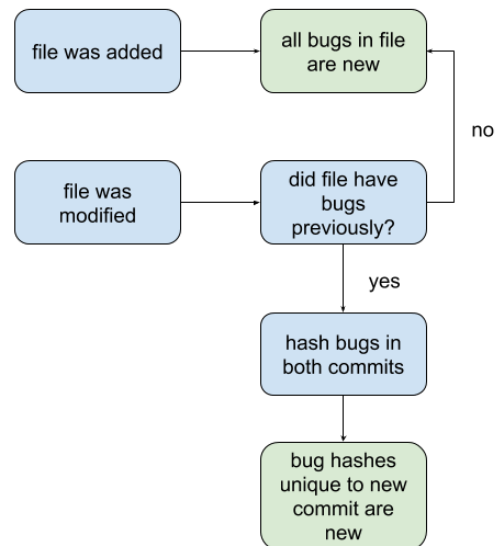 file was added
all bugs in file
are new
no
file was
modified
did file have
bugs
previously?
yes
hash bugs in
both commits
bug hashes
unique to new
commit are
new